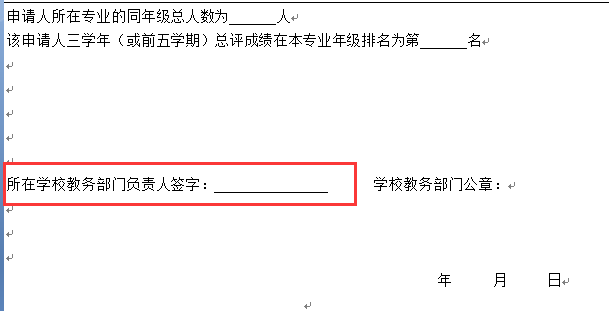 申请人所在专业的同年级总人数为______人
该申请人三学年（或前五学期）总评成绩在本专业年级排名为第______名
所在学校教务部门负责人签字：______________ 学校教务部门公章：
年 月 日